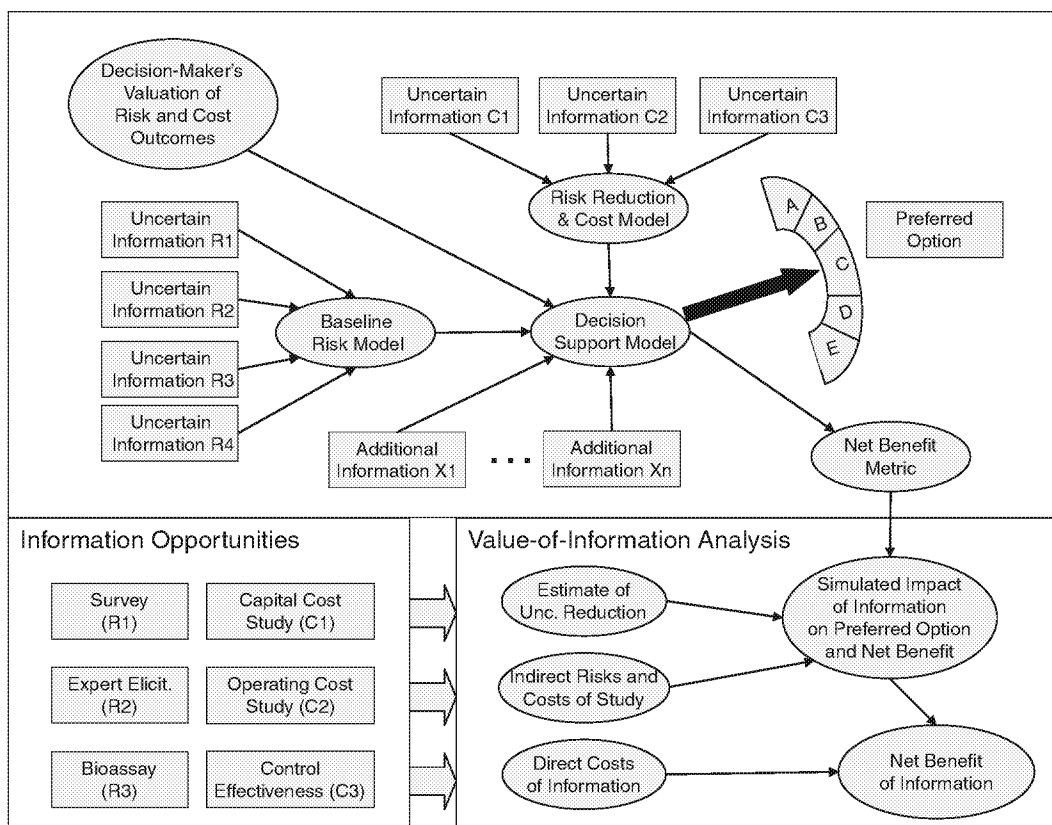 Decision-Maker's
Valuation of
Risk and Cost
Outcomes
Uncertain
Information C1
Uncertain
Information C2
Uncertain
Information C3
Risk Reduction
& Cost Model
A
B
C
D
E
Preferred
Option
Uncertain
Information R1
Uncertain
Information R2
Uncertain
Information R3
Uncertain
Information R4
Baseline
Risk Model
Decision
Support Model
Additional
Information X1
...
Additional
Information Xn
Net Benefit
Metric
Information Opportunities
Survey
(R1)
Capital Cost
Study (C1)
Expert Elicit.
(R2)
Operating Cost
Study (C2)
Bioassay
(R3)
Control
Effectiveness (C3)
Value-of-Information Analysis
Estimate of
Unc. Reduction
Indirect Risks and
Costs of Study
Direct Costs
of Information
Simulated Impact
of Information
on Preferred Option
and Net Benefit
Net Benefit
of Information